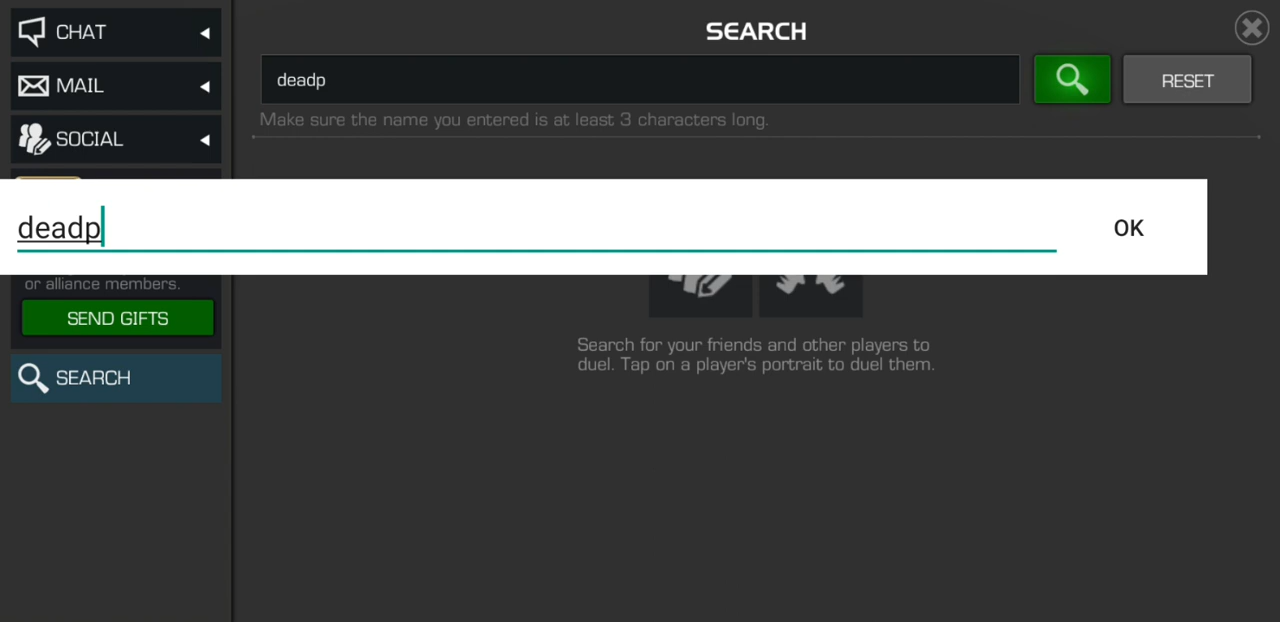 CHAT
MAIL
SOCIAL
SEARCH
deadp
RESET
Make sure the name you entered is at least 3 characters long.
deadp
OK
or alliance members.
SEND GIFTS
SEARCH
Search for your friends and other players to
duel. Tap on a player's portrait to duel them.